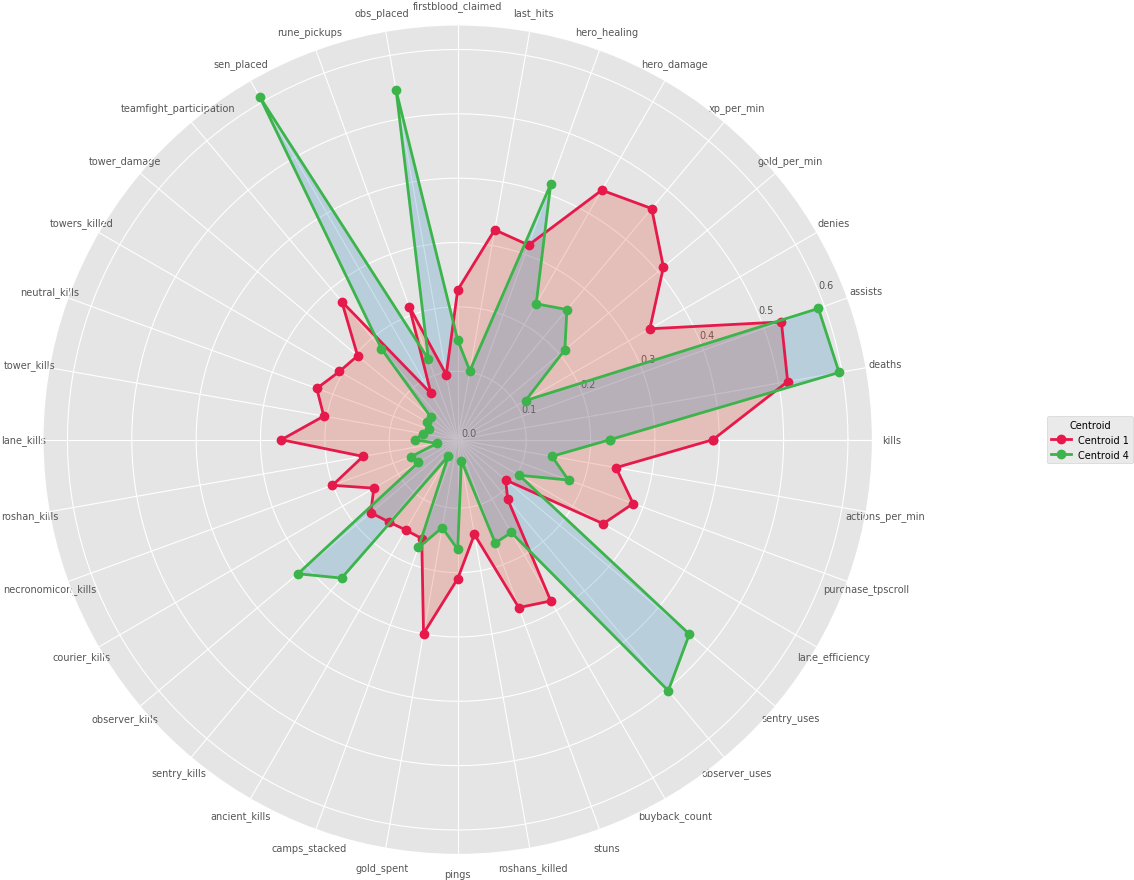 firstblood_claimed
obs_placed
last_hits
rune_pickups
hero_healing
sen_placed
hero_damage
teamfight_participation
xp_per_min
tower_damage
gold_per_min
towers_killed
denies
neutral_kills
assists
tower_kills
deaths
lane_kills
kills
roshan_kills
actions_per_min
necronomicon_kills
purchase_tpscroll
courier_kills
lane_efficiency
observer_kills
sentry_uses
sentry_kills
observer_uses
ancient_kills
buyback_count
camps_stacked
stuns
gold_spent
roshans_killed
pings
0.6
0.5
0.4
0.3
0.2
0.1
0.0
Centroid
Centroid 1
Centroid 4